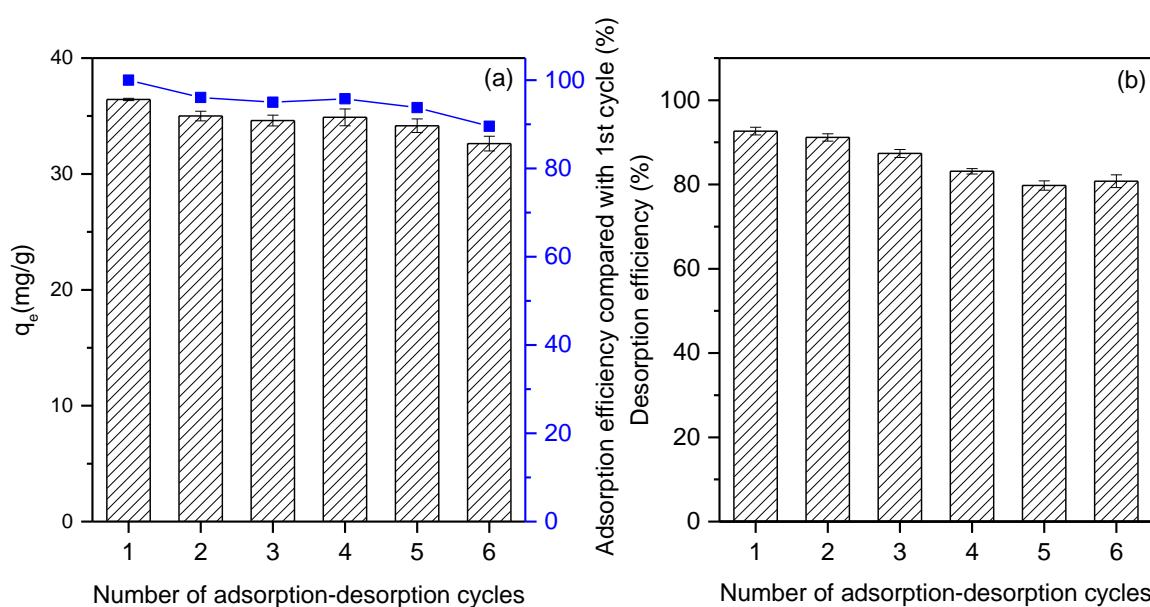 (a)
40
30
20
10
0
qe(mg/g)
100
80
60
40
20
0
Adsorption efficiency compared with 1st cycle (%)
1 2 3 4 5 6
Number of adsorption-desorption cycles
(b)
100
80
60
40
20
0
Desorption efficiency (%)
1 2 3 4 5 6
Number of adsorption-desorption cycles